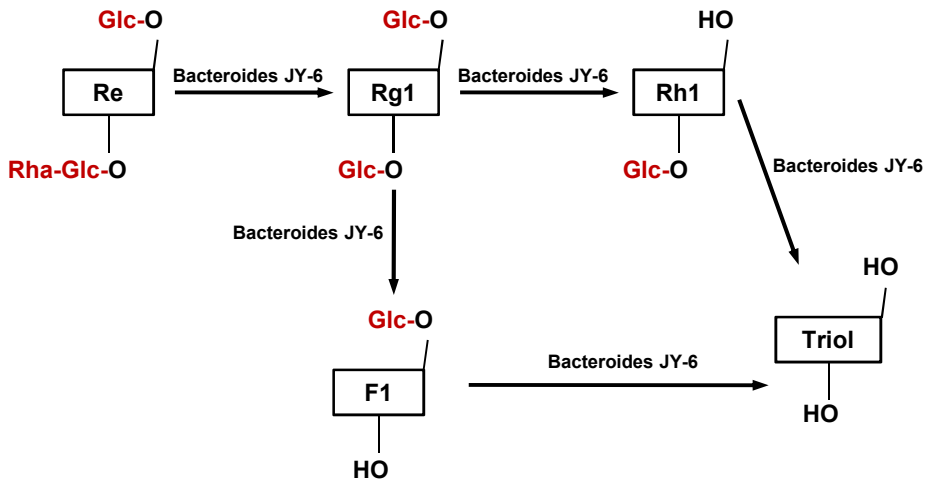 Glc-O
Glc-O
HO
Bacteroides JY-6
Bacteroides JY-6
Re
Rg1
Rh1
Rha-Glc-O
Glc-O
Glc-O
Bacteroides JY-6
Bacteroides JY-6
HO
Glc-O
Triol
Bacteroides JY-6
F1
HO
HO